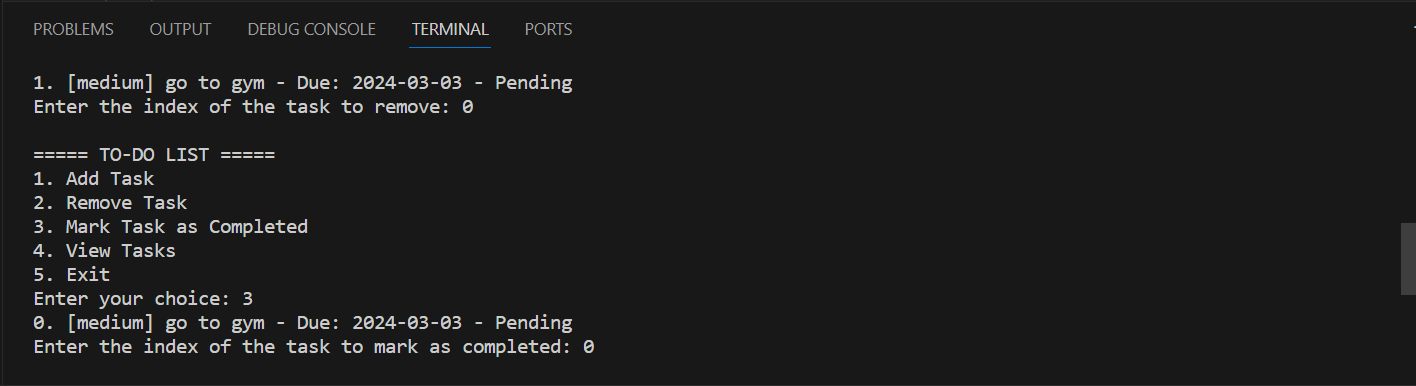 PROBLEMS OUTPUT DEBUG CONSOLE TERMINAL PORTS
1. [medium] go to gym - Due: 2024-03-03 - Pending
Enter the index of the task to remove: 0
===== TO-DO LIST =====
1. Add Task
2. Remove Task
3. Mark Task as Completed
4. View Tasks
5. Exit
Enter your choice: 3
0. [medium] go to gym - Due: 2024-03-03 - Pending
Enter the index of the task to mark as completed: 0